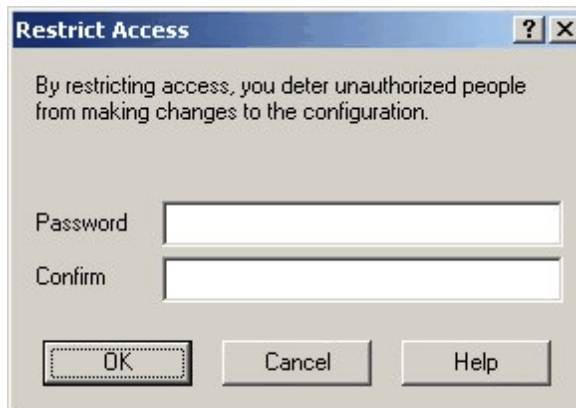 Restrict Access
By restricting access, you deter unauthorized people
from making changes to the configuration.
Password
Confirm
OK Cancel Help